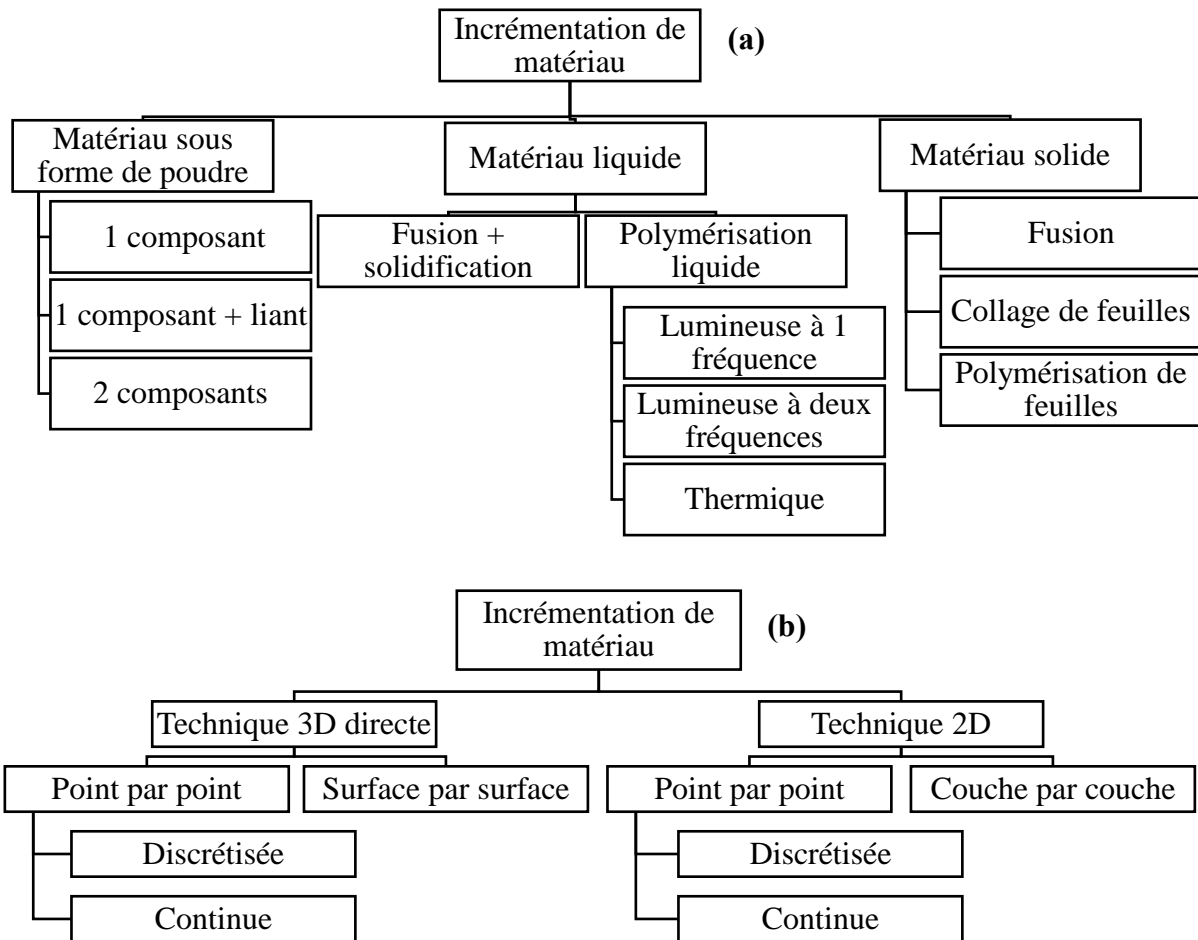 Incrémentation de
matériau
(a)
Matériau sous
forme de poudre
Matériau liquide
Matériau solide
1 composant
1 composant + liant
2 composants
Fusion +
solidification
Polymérisation
liquide
Lumineuse à 1
fréquence
Lumineuse à deux
fréquences
Thermique
Fusion
Collage de feuilles
Polymérisation de
feuilles
Incrémentation de
matériau
(b)
Technique 3D directe
Technique 2D
Point par point
Surface par surface
Point par point
Couche par couche
Discrétisée
Continue
Discrétisée
Continue